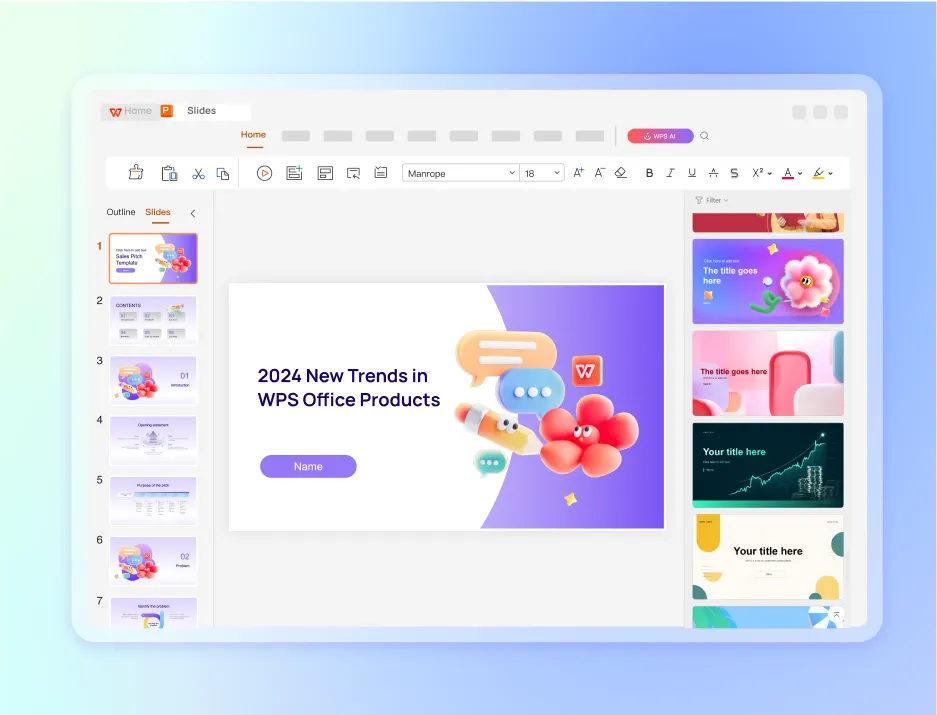 Home
P
Slides
Home
WPS AI
Manrope
18
A+
A-
B
I
U
A
S
X²
A
Outline
Slides
Filter
1
Click here to add text
Sales Pitch
Template
2
CONTENTS
3
01
Introduction
4
Opening statement
5
Purpose of the pitch
6
02
Problem
7
Identify the problem
2024 New Trends in
WPS Office Products
Name
W
Click here to add text
The title goes
here
The title goes here
Your title here
Your title here